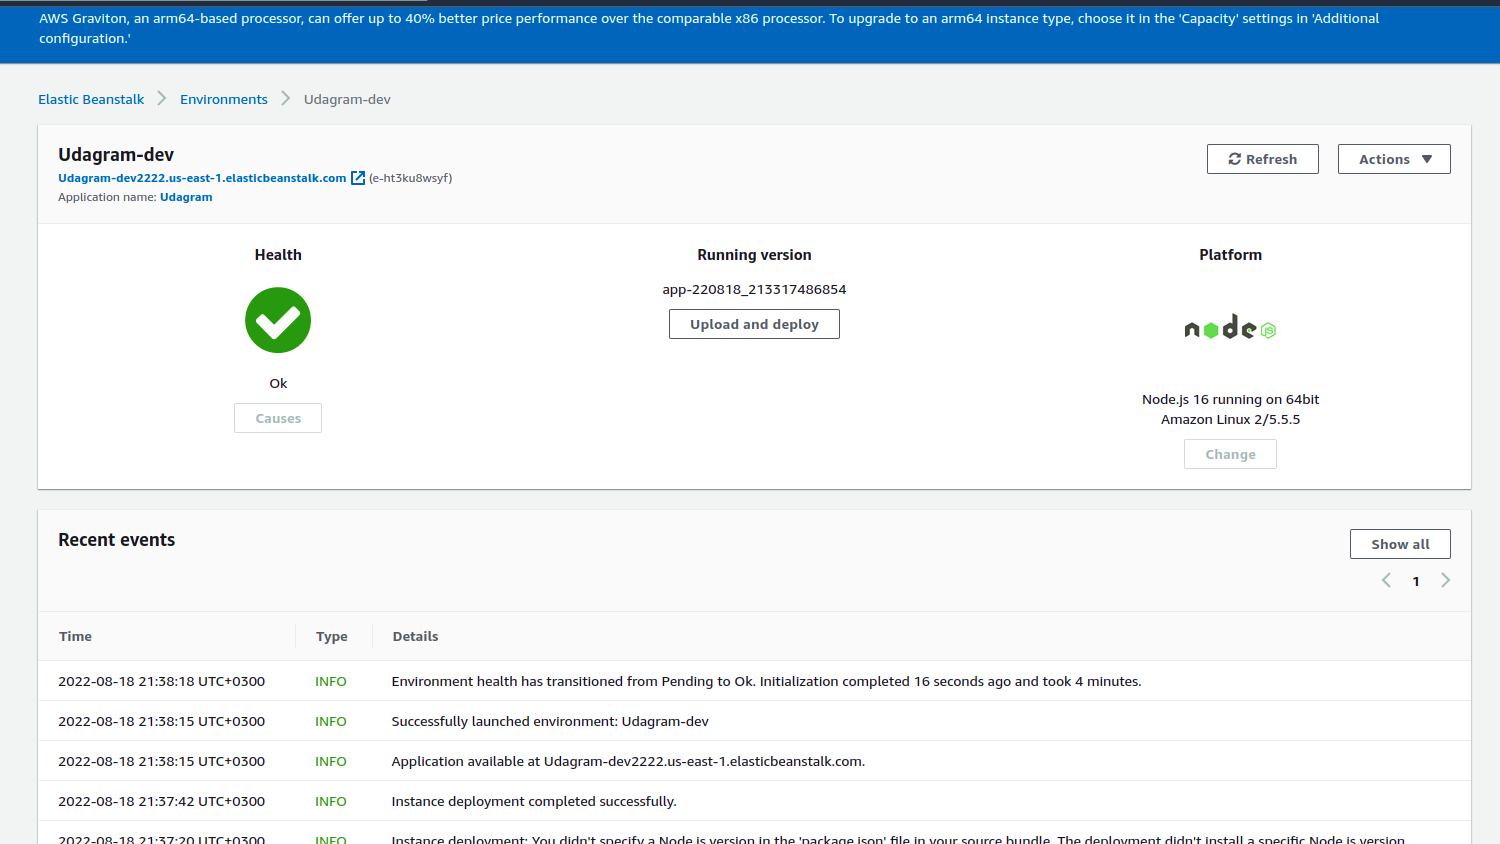 AWS Graviton, an arm64-based processor, can offer up to 40% better price performance over the comparable x86 processor. To upgrade to an arm64 instance type, choose it in the 'Capacity' settings in 'Additional
configuration.'
Elastic Beanstalk Environments Udagram-dev
Udagram-dev
Refresh Actions
Udagram-dev2222.us-east-1.elasticbeanstalk.com (e-ht3ku8wsyf)
Application name: Udagram
Health Running version Platform
app-220818_213317486854
Upload and deploy
node JS
Ok
Node.js 16 running on 64bit
Amazon Linux 2/5.5.5
Causes
Change
Recent events
Show all
1
Time Type Details
2022-08-18 21:38:18 UTC+0300 INFO Environment health has transitioned from Pending to Ok. Initialization completed 16 seconds ago and took 4 minutes.
2022-08-18 21:38:15 UTC+0300 INFO Successfully launched environment: Udagram-dev
2022-08-18 21:38:15 UTC+0300 INFO Application available at Udagram-dev2222.us-east-1.elasticbeanstalk.com.
2022-08-18 21:37:42 UTC+0300 INFO Instance deployment completed successfully.
2022-08-18 21:37:20 UTC+0300 INFO Instance deployment: You didn't specify a Node.js version in the 'package.json' file in your source bundle. The deployment didn't install a specific Node.js version.